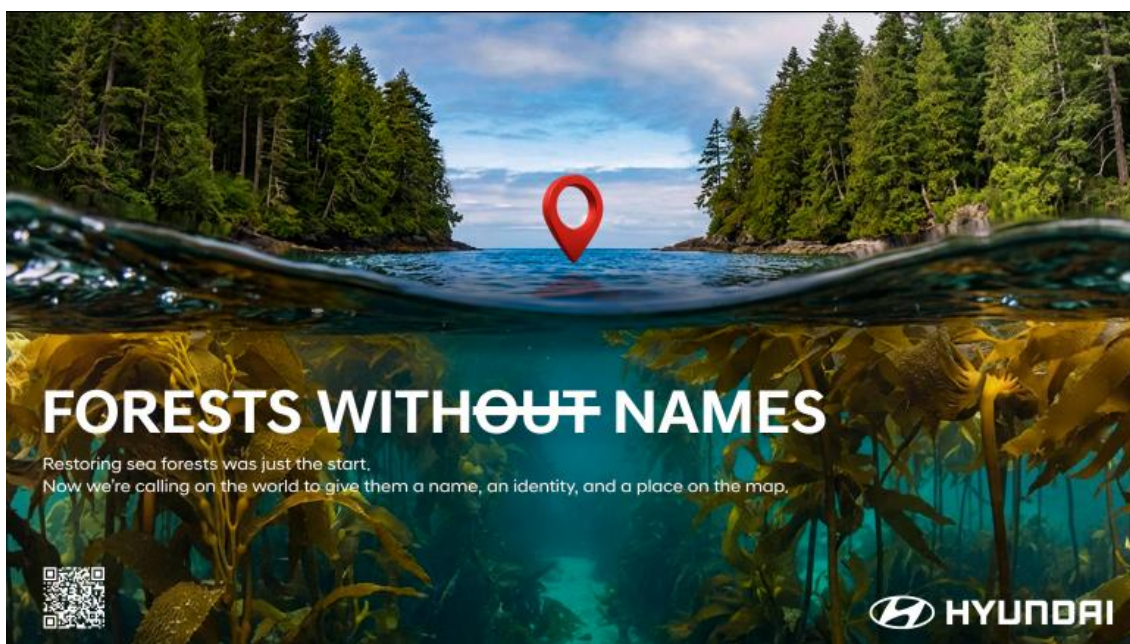 FORESTS WITHOUT NAMES
Restoring sea forests was just the start.
Now we're calling on the world to give them a name, an identity, and a place on the map.
HYUNDAI